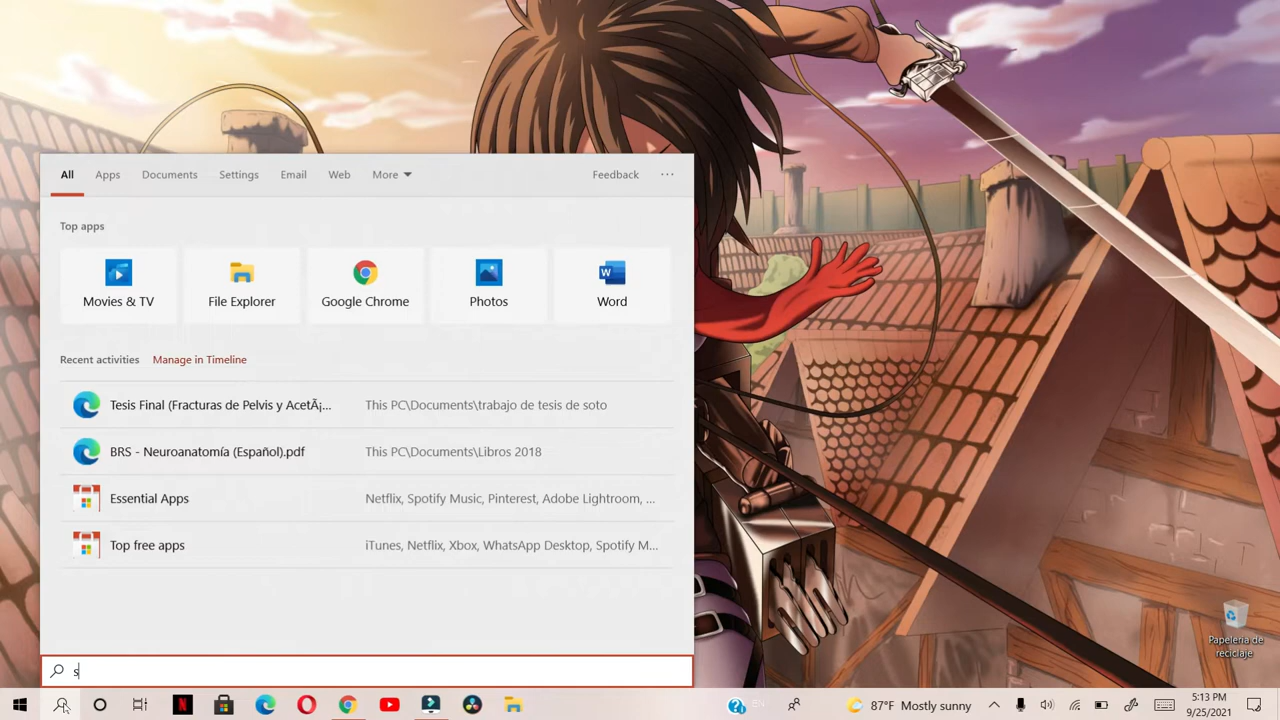 All Apps Documents Settings Email Web More Feedback ...
Top apps
Movies & TV File Explorer Google Chrome Photos Word
Recent activities Manage in Timeline
Tesis Final (Fracturas de Pelvis y AcetÃ¡... This PC\Documents\trabajo de tesis de soto
BRS - Neuroanatomía (Español).pdf This PC\Documents\Libros 2018
Essential Apps Netflix, Spotify Music, Pinterest, Adobe Lightroom, ...
Top free apps iTunes, Netflix, Xbox, WhatsApp Desktop, Spotify M...
Papelería de
reciclaje
s
87°F Mostly sunny
5:13 PM
9/25/2021